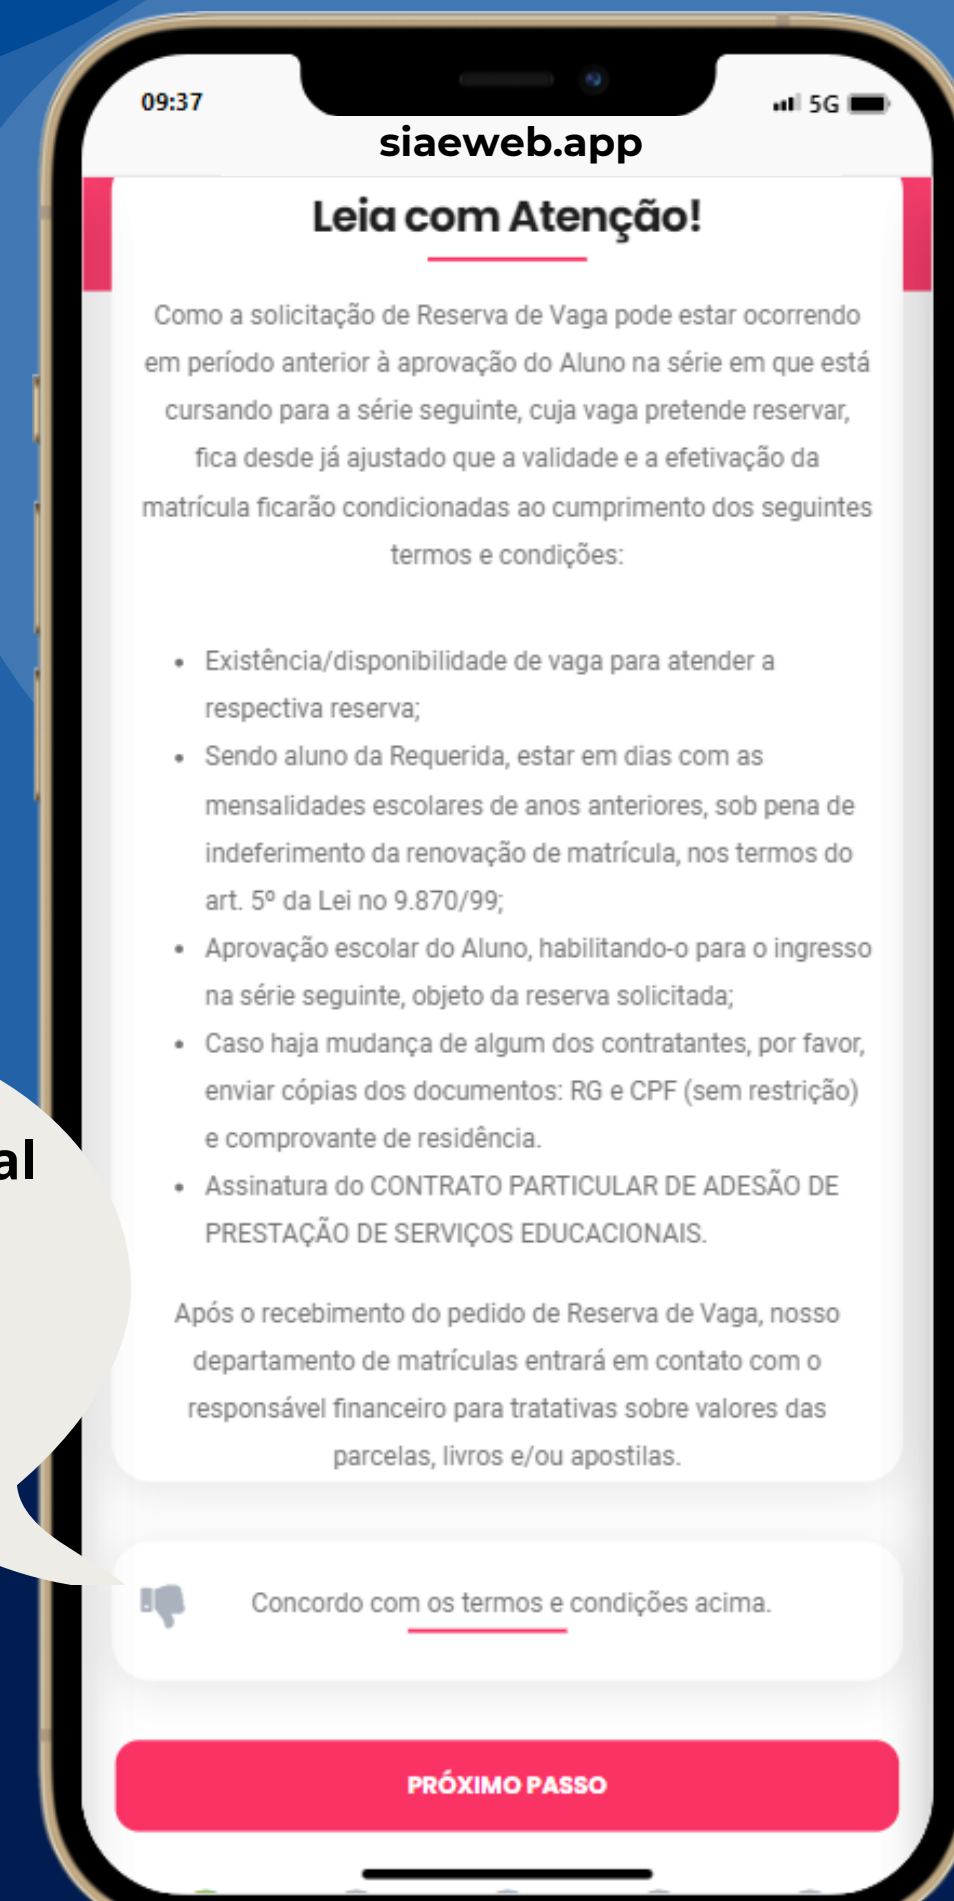 09:37
5G
siaeweb.app
Leia com Atenção!
Como a solicitação de Reserva de Vaga pode estar ocorrendo
em período anterior à aprovação do Aluno na série em que está
cursando para a série seguinte, cuja vaga pretende reservar,
fica desde já ajustado que a validade e a efetivação da
matrícula ficarão condicionadas ao cumprimento dos seguintes
termos e condições:
• Existência/disponibilidade de vaga para atender a
respectiva reserva;
• Sendo aluno da Requerida, estar em dias com as
mensalidades escolares de anos anteriores, sob pena de
indeferimento da renovação de matrícula, nos termos do
art. 5º da Lei no 9.870/99;
• Aprovação escolar do Aluno, habilitando-o para o ingresso
na série seguinte, objeto da reserva solicitada;
• Caso haja mudança de algum dos contratantes, por favor,
enviar cópias dos documentos: RG e CPF (sem restrição)
e comprovante de residência.
al
• Assinatura do CONTRATO PARTICULAR DE ADESÃO DE
PRESTAÇÃO DE SERVIÇOS EDUCACIONAIS.
Após o recebimento do pedido de Reserva de Vaga, nosso
departamento de matrículas entrará em contato com o
responsável financeiro para tratativas sobre valores das
parcelas, livros e/ou apostilas.
Concordo com os termos e condições acima.
PRÓXIMO PASSO